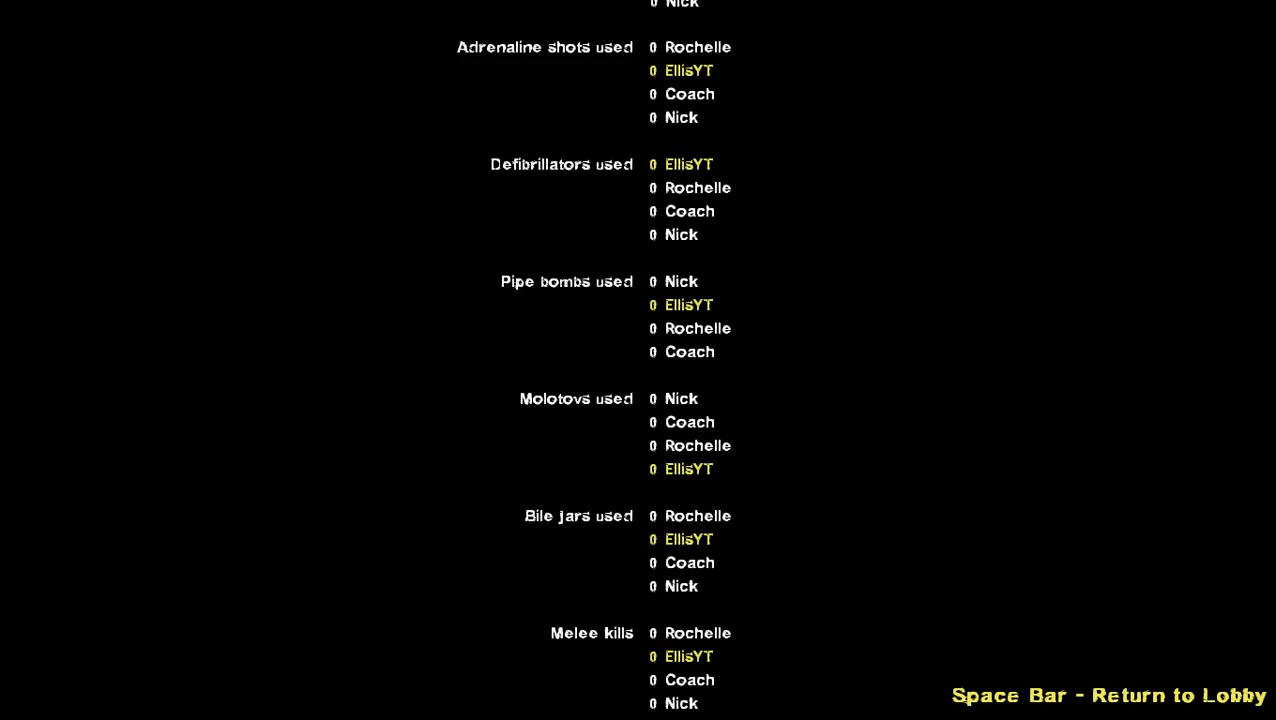 0 Nick
Adrenaline shots used 0 Rochelle
0 EllisYT
0 Coach
0 Nick
Defibrillators used 0 EllisYT
0 Rochelle
0 Coach
0 Nick
Pipe bombs used 0 Nick
0 EllisYT
0 Rochelle
0 Coach
Molotovs used 0 Nick
0 Coach
0 Rochelle
0 EllisYT
Bile jars used 0 Rochelle
0 EllisYT
0 Coach
0 Nick
Melee kills 0 Rochelle
0 EllisYT
0 Coach
0 Nick
Space Bar - Return to Lobby